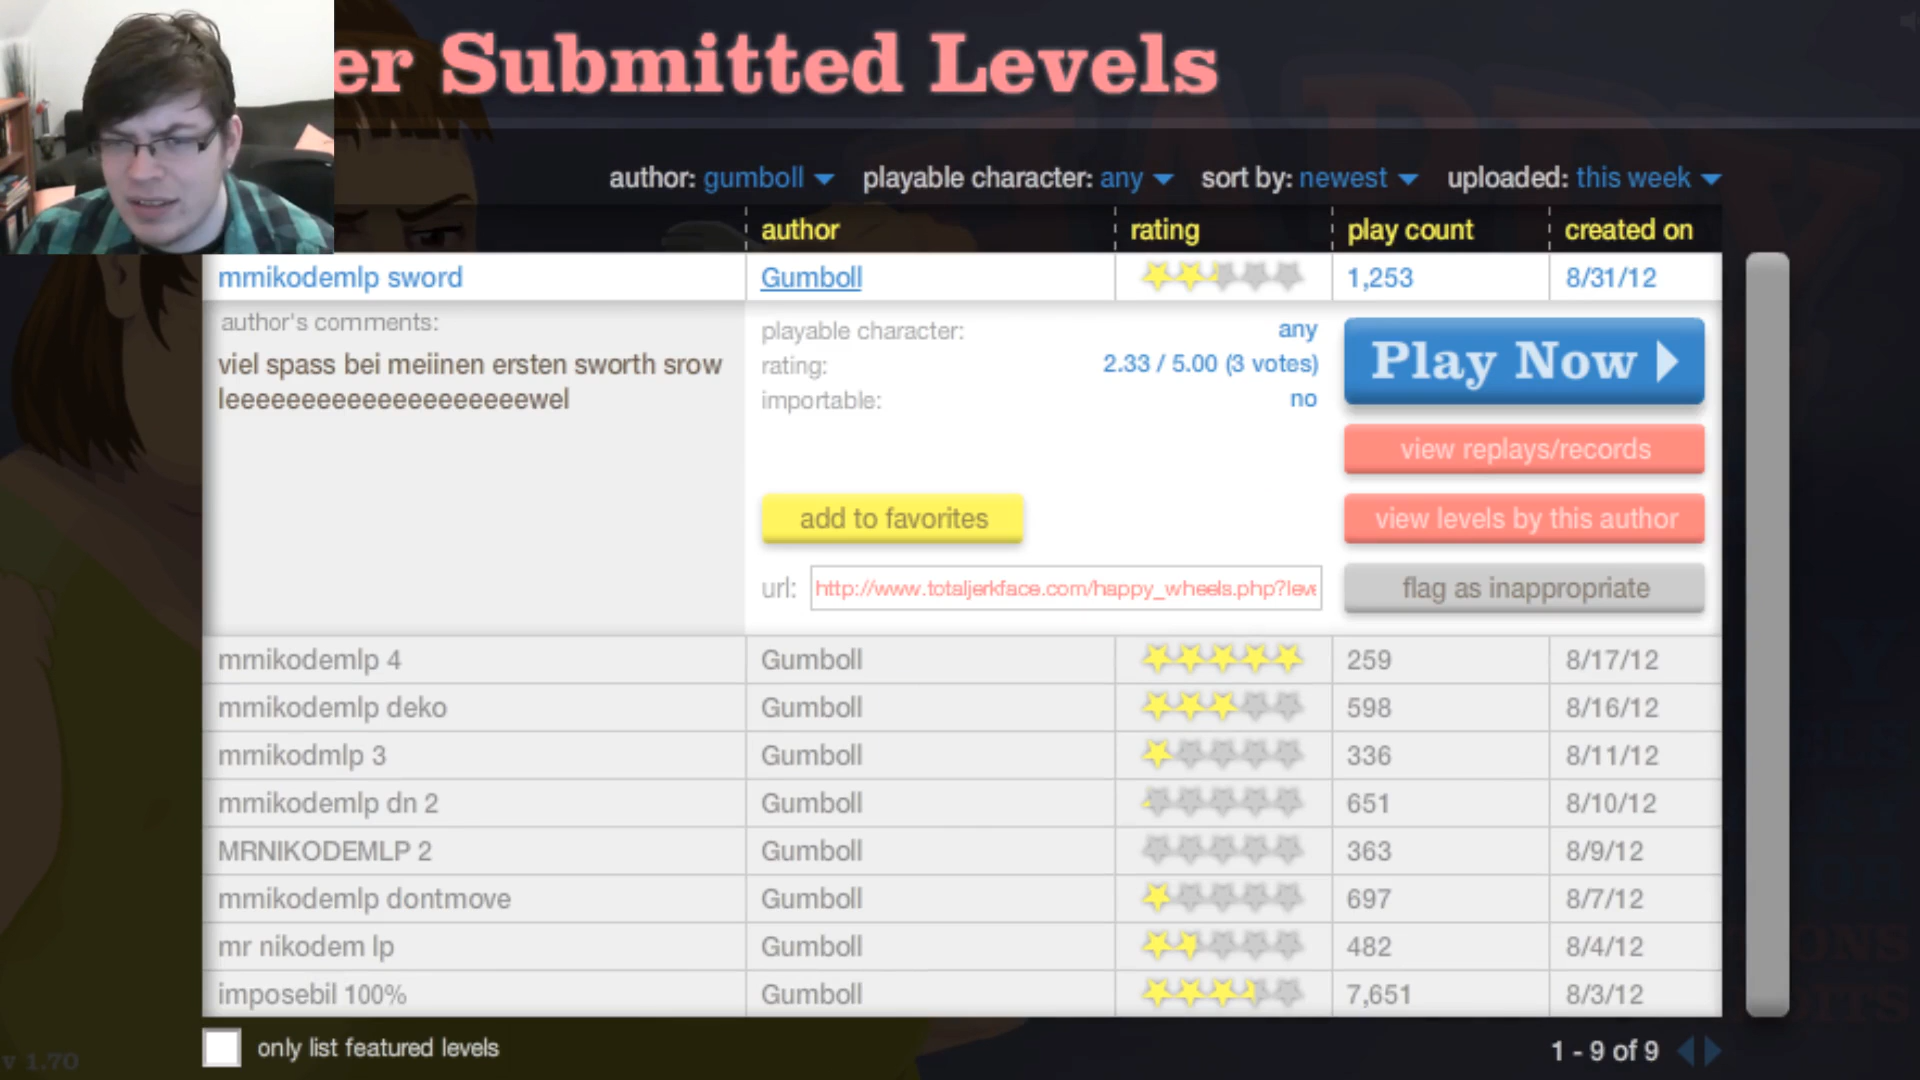 er Submitted Levels
author: gumboll playable character: any sort by: newest uploaded: this week
author rating play count created on
mmikodemlp sword Gumboll 1,253 8/31/12
author's comments:
viel spass bei meiinen ersten sworth srow
leeeeeeeeeeeeeeeeeeeewel
playable character: any
rating: 2.33 / 5.00 (3 votes)
importable: no
Play Now
view replays/records
add to favorites
view levels by this author
url: http://www.totaljerkface.com/happy_wheels.php?leve
flag as inappropriate
mmikodemlp 4 Gumboll 259 8/17/12
mmikodemlp deko Gumboll 598 8/16/12
mmikodmlp 3 Gumboll 336 8/11/12
mmikodemlp dn 2 Gumboll 651 8/10/12
MRNIKODEMLP 2 Gumboll 363 8/9/12
mmikodemlp dontmove Gumboll 697 8/7/12
mr nikodem lp Gumboll 482 8/4/12
imposebil 100% Gumboll 7,651 8/3/12
only list featured levels
1 - 9 of 9
v 1.70